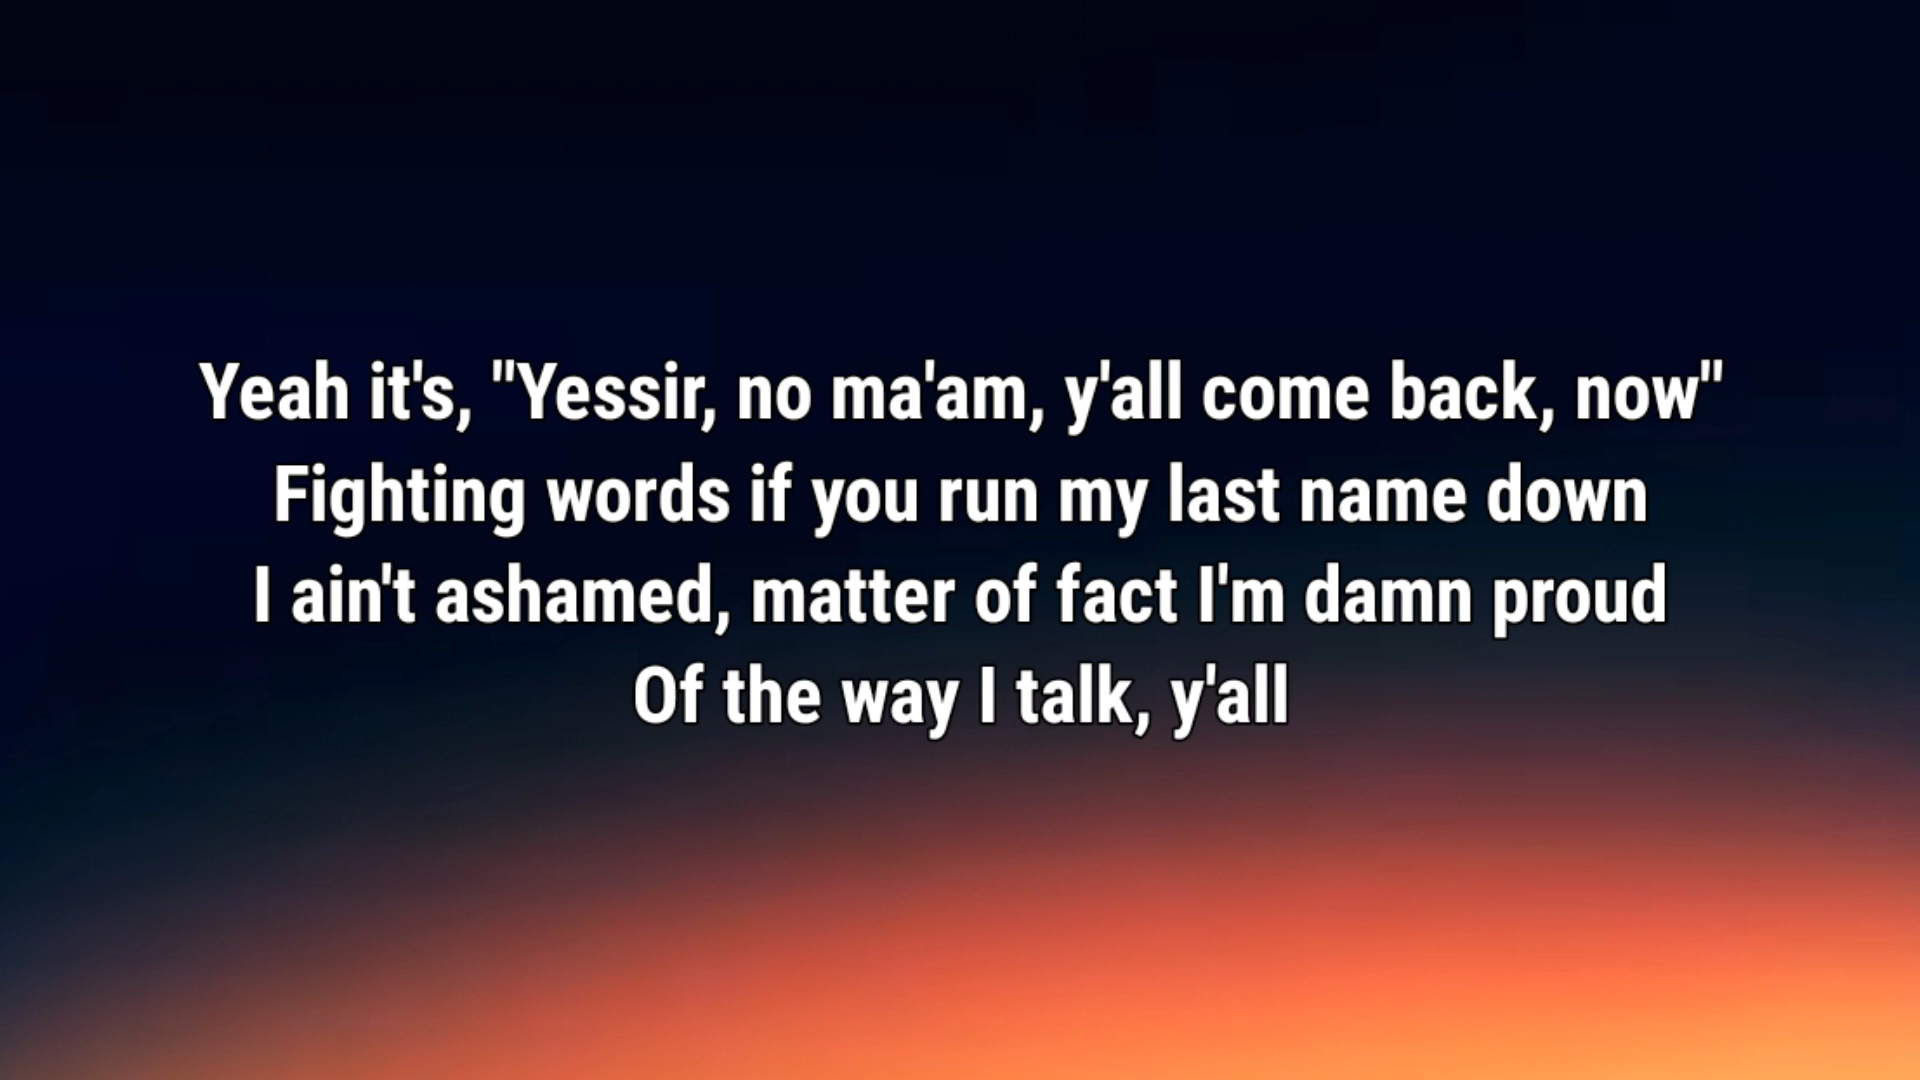 Yeah it's, "Yessir, no ma'am, y'all come back, now"
Fighting words if you run my last name down
I ain't ashamed, matter of fact I'm damn proud
Of the way I talk, y'all